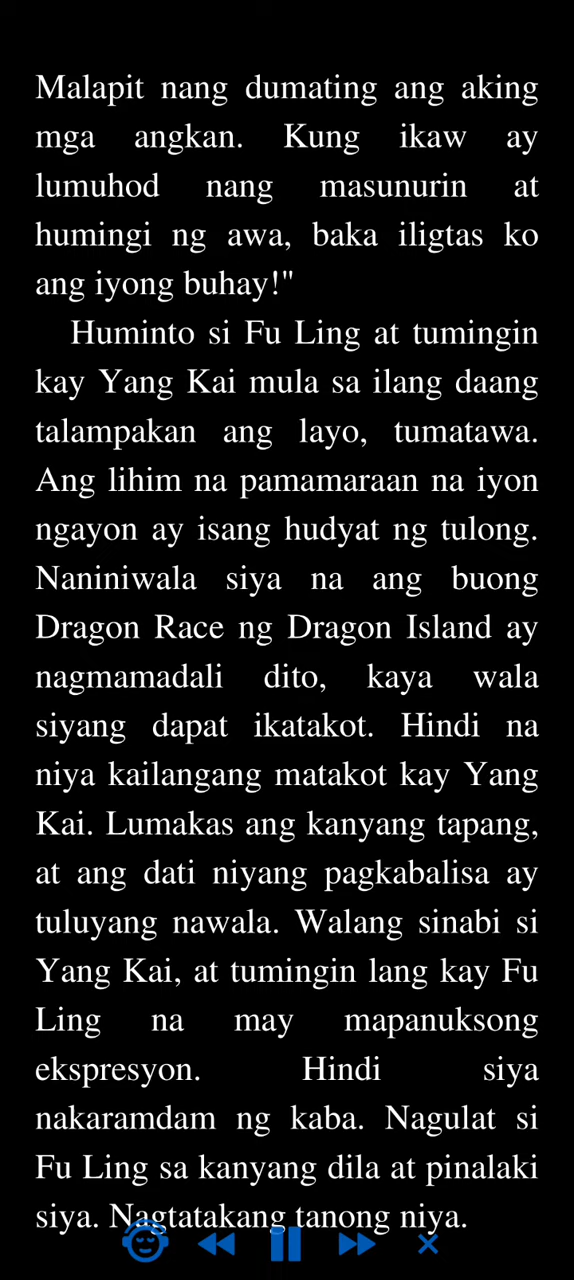 Malapit nang dumating ang aking
mga angkan. Kung ikaw ay
lumuhod nang masunurin at
humingi ng awa, baka iligtas ko
ang iyong buhay!"
Huminto si Fu Ling at tumingin
kay Yang Kai mula sa ilang daang
talampakan ang layo, tumatawa.
Ang lihim na pamamaraan na iyon
ngayon ay isang hudyat ng tulong.
Naniniwala siya na ang buong
Dragon Race ng Dragon Island ay
nagmamadali dito, kaya wala
siyang dapat ikatakot. Hindi na
niya kailangang matakot kay Yang
Kai. Lumakas ang kanyang tapang,
at ang dati niyang pagkabalisa ay
tuluyang nawala. Walang sinabi si
Yang Kai, at tumingin lang kay Fu
Ling na may mapanuksong
ekspresyon. Hindi siya
nakaramdam ng kaba. Nagulat si
Fu Ling sa kanyang dila at pinalaki
siya. Nagtatakang tanong niya.